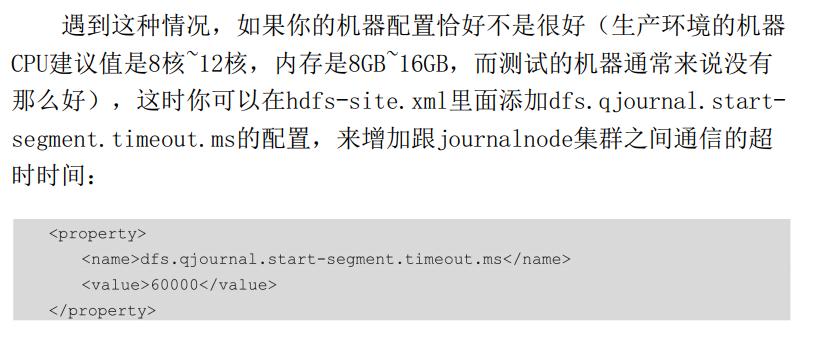 遇到这种情况，如果你的机器配置恰好不是很好（生产环境的机器
CPU建议值是8核~12核，内存是8GB~16GB，而测试的机器通常来说没有
那么好），这时你可以在hdfs-site.xml里面添加dfs.qjournal.start-
segment.timeout.ms的配置，来增加跟journalnode集群之间通信的超
时时间：
<property>
<name>dfs.qjournal.start-segment.timeout.ms</name>
<value>60000</value>
</property>